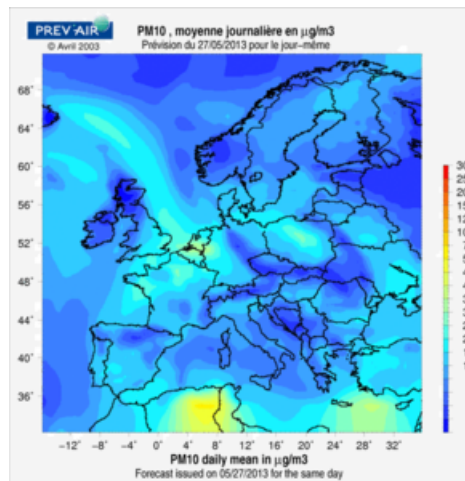 PREV'AIR
© Avril 2003
PM10 , moyenne journalière en µg/m3
Prévision du 27/05/2013 pour le jour-même
68°
64°
60°
56°
52°
48°
44°
40°
36°
−12° −8° −4° 0° 4° 8° 12° 16° 20° 24° 28° 32°
PM10 daily mean in µg/m3
Forecast issued on 05/27/2013 for the same day